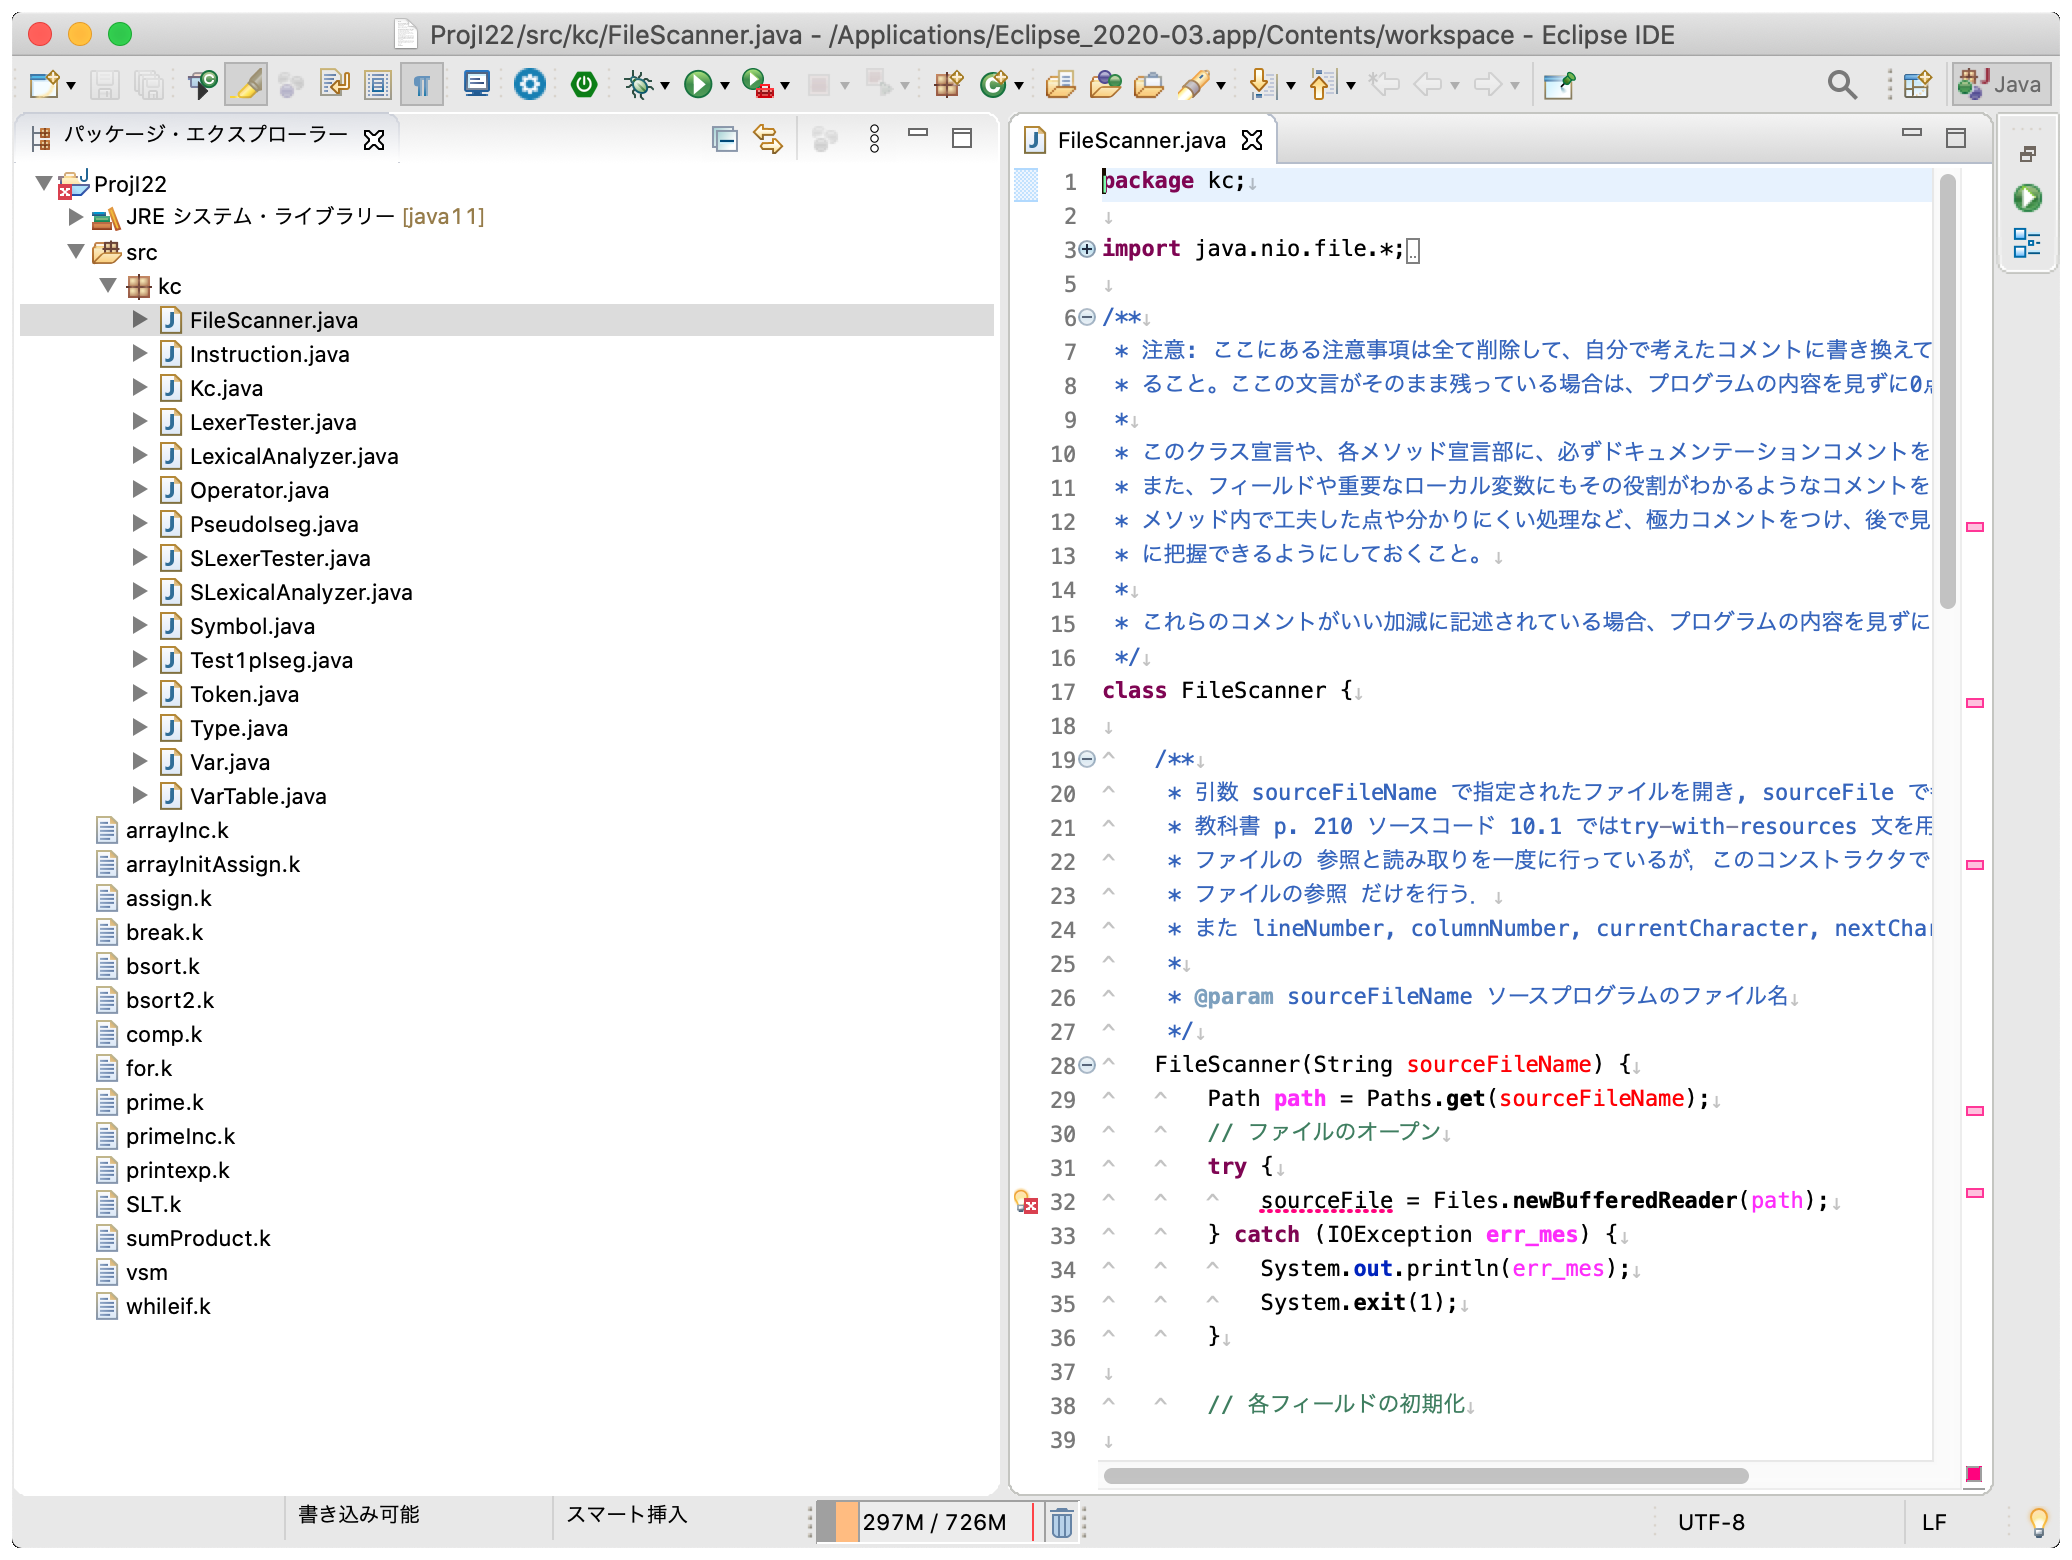 ProjI22/src/kc/FileScanner.java - /Applications/Eclipse_2020-03.app/Contents/workspace - Eclipse IDE
Java
パッケージ・エクスプローラー
ProjI22
JRE システム・ライブラリー [java11]
src
kc
FileScanner.java
Instruction.java
Kc.java
LexerTester.java
LexicalAnalyzer.java
Operator.java
PseudoIseg.java
SLexerTester.java
SLexicalAnalyzer.java
Symbol.java
Test1pIseg.java
Token.java
Type.java
Var.java
VarTable.java
arrayInc.k
arrayInitAssign.k
assign.k
break.k
bsort.k
bsort2.k
comp.k
for.k
prime.k
primeInc.k
printexp.k
SLT.k
sumProduct.k
vsm
whileif.k
FileScanner.java
1 package kc;↓
2 ↓
3 import java.nio.file.*;
5 ↓
6 /**↓
7 * 注意: ここにある注意事項は全て削除して、自分で考えたコメントに書き換えて
8 * ること。ここの文言がそのまま残っている場合は、プログラムの内容を見ずに0点
9 *↓
10 * このクラス宣言や、各メソッド宣言部に、必ずドキュメンテーションコメントを
11 * また、フィールドや重要なローカル変数にもその役割がわかるようなコメントを
12 * メソッド内で工夫した点や分かりにくい処理など、極力コメントをつけ、後で見
13 * に把握できるようにしておくこと。↓
14 *↓
15 * これらのコメントがいい加減に記述されている場合、プログラムの内容を見ずに
16 */↓
17 class FileScanner {↓
18 ↓
19 ^ /**↓
20 ^ * 引数 sourceFileName で指定されたファイルを開き, sourceFile で
21 ^ * 教科書 p. 210 ソースコード 10.1 ではtry-with-resources 文を用
22 ^ * ファイルの 参照と読み取りを一度に行っているが, このコンストラクタで
23 ^ * ファイルの参照 だけを行う. ↓
24 ^ * また lineNumber, columnNumber, currentCharacter, nextChar
25 ^ *↓
26 ^ * @param sourceFileName ソースプログラムのファイル名↓
27 ^ */↓
28 ^ FileScanner(String sourceFileName) {↓
29 ^ ^ Path path = Paths.get(sourceFileName);↓
30 ^ ^ // ファイルのオープン↓
31 ^ ^ try {↓
32 ^ ^ ^ sourceFile = Files.newBufferedReader(path);↓
33 ^ ^ } catch (IOException err_mes) {↓
34 ^ ^ ^ System.out.println(err_mes);↓
35 ^ ^ ^ System.exit(1);↓
36 ^ ^ }↓
37 ↓
38 ^ ^ // 各フィールドの初期化↓
39 ↓
書き込み可能
スマート挿入
297M / 726M
UTF-8
LF